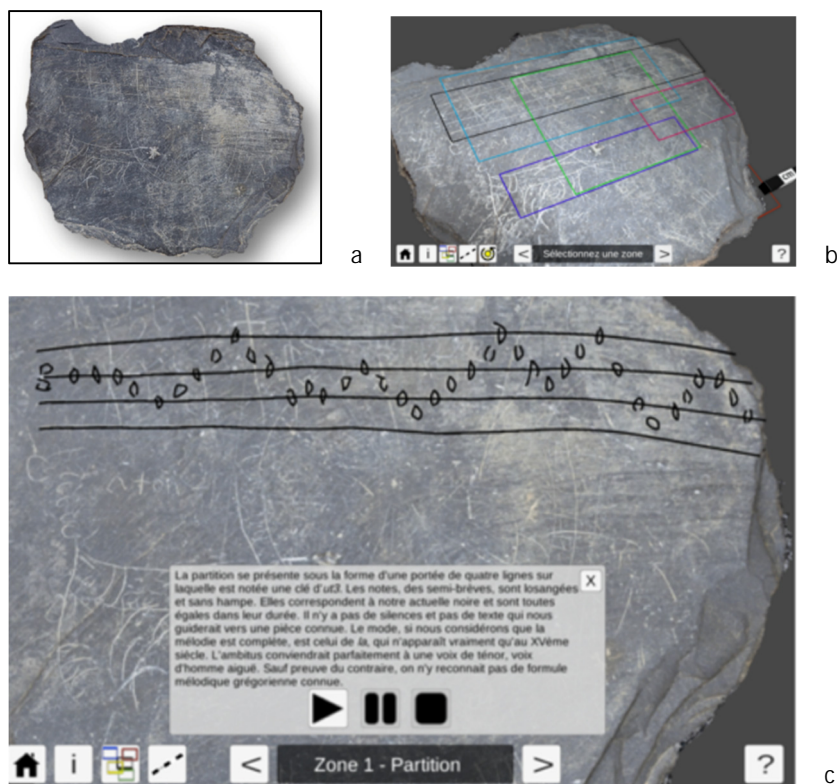 a
b
cm
Sélectionnez une zone
i
<
>
?
La partition se présente sous la forme d'une portée de quatre lignes sur
laquelle est notée une clé d'ut3. Les notes, des semi-brèves, sont losangées
et sans hampe. Elles correspondent à notre actuelle noire et sont toutes
égales dans leur durée. Il n'y a pas de silences et pas de texte qui nous
guiderait vers une pièce connue. Le mode, si nous considérons que la
mélodie est complète, est celui de la, qui n'apparaît vraiment qu'au XVème
siècle. L'ambitus conviendrait parfaitement à une voix de ténor, voix
d'homme aiguë. Sauf preuve du contraire, on n'y reconnait pas de formule
mélodique grégorienne connue.
X
i
<
Zone 1 - Partition
>
?
c